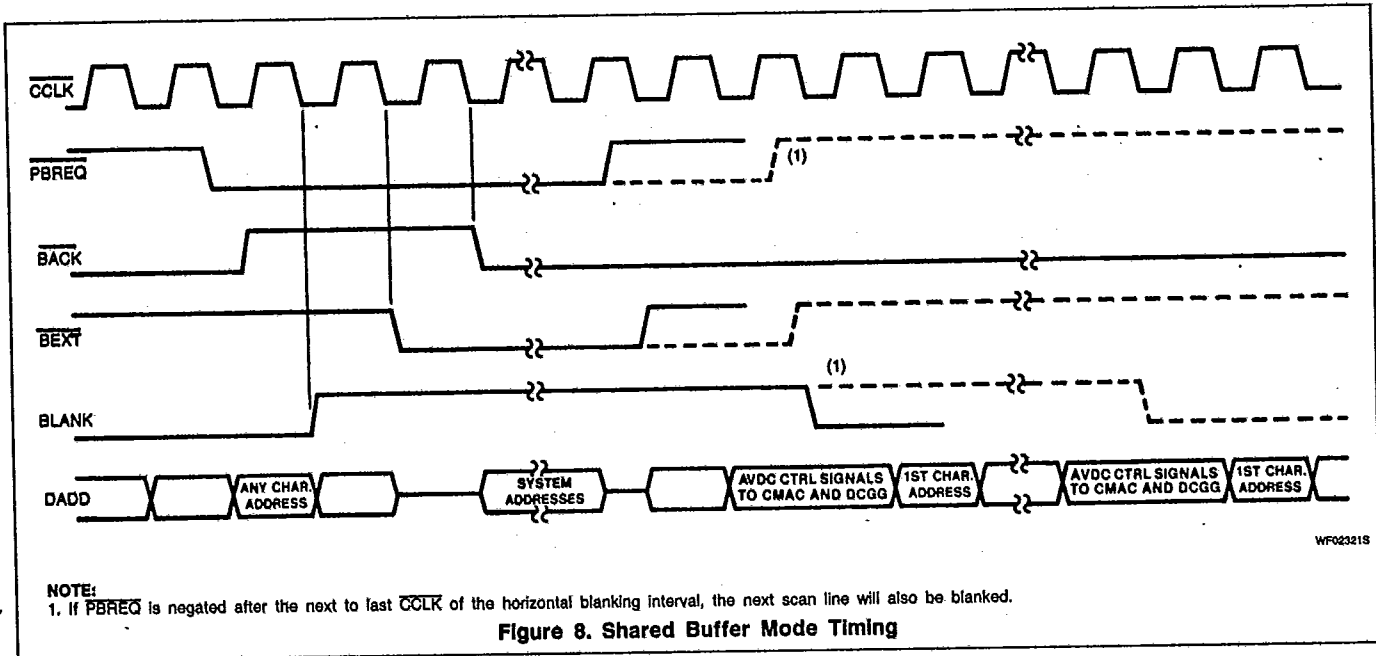 CCLK
PBREQ
(1)
BACK
BEXT
(1)
BLANK
DADD
ANY CHAR.
ADDRESS
SYSTEM
ADDRESSES
AVDC CTRL SIGNALS
TO CMAC AND DCGG
1ST CHAR.
ADDRESS
AVDC CTRL SIGNALS
TO CMAC AND DCGG
1ST CHAR.
ADDRESS
WF02321S
NOTE:
1. If PBREQ is negated after the next to last CCLK of the horizontal blanking interval, the next scan line will also be blanked.
Figure 8. Shared Buffer Mode Timing